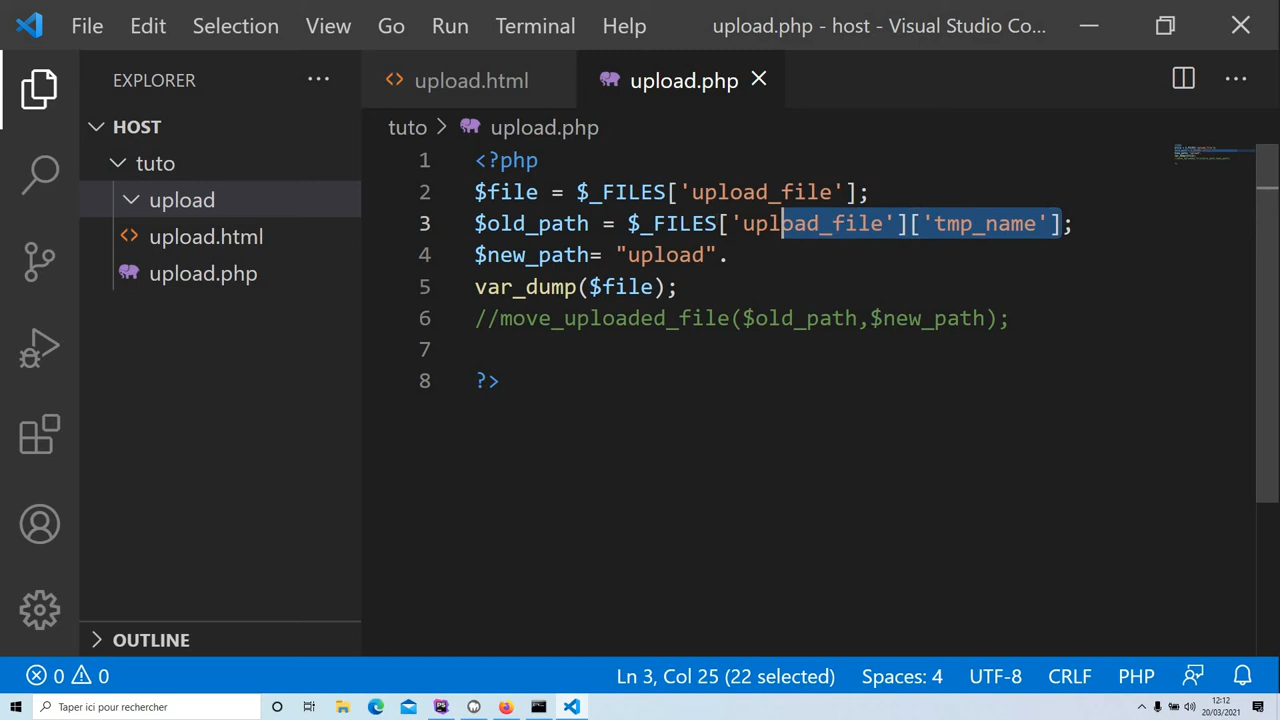 File Edit Selection View Go Run Terminal Help upload.php - host - Visual Studio Co...
EXPLORER
upload.html
upload.php
HOST
tuto
upload
upload.html
upload.php
OUTLINE
tuto > upload.php
1 <?php
2 $file = $_FILES['upload_file'];
3 $old_path = $_FILES['upload_file']['tmp_name'];
4 $new_path= "upload".
5 var_dump($file);
6 //move_uploaded_file($old_path,$new_path);
7
8 ?>
0 0 Ln 3, Col 25 (22 selected) Spaces: 4 UTF-8 CRLF PHP
Taper ici pour rechercher
PS
12:12
20/03/2021